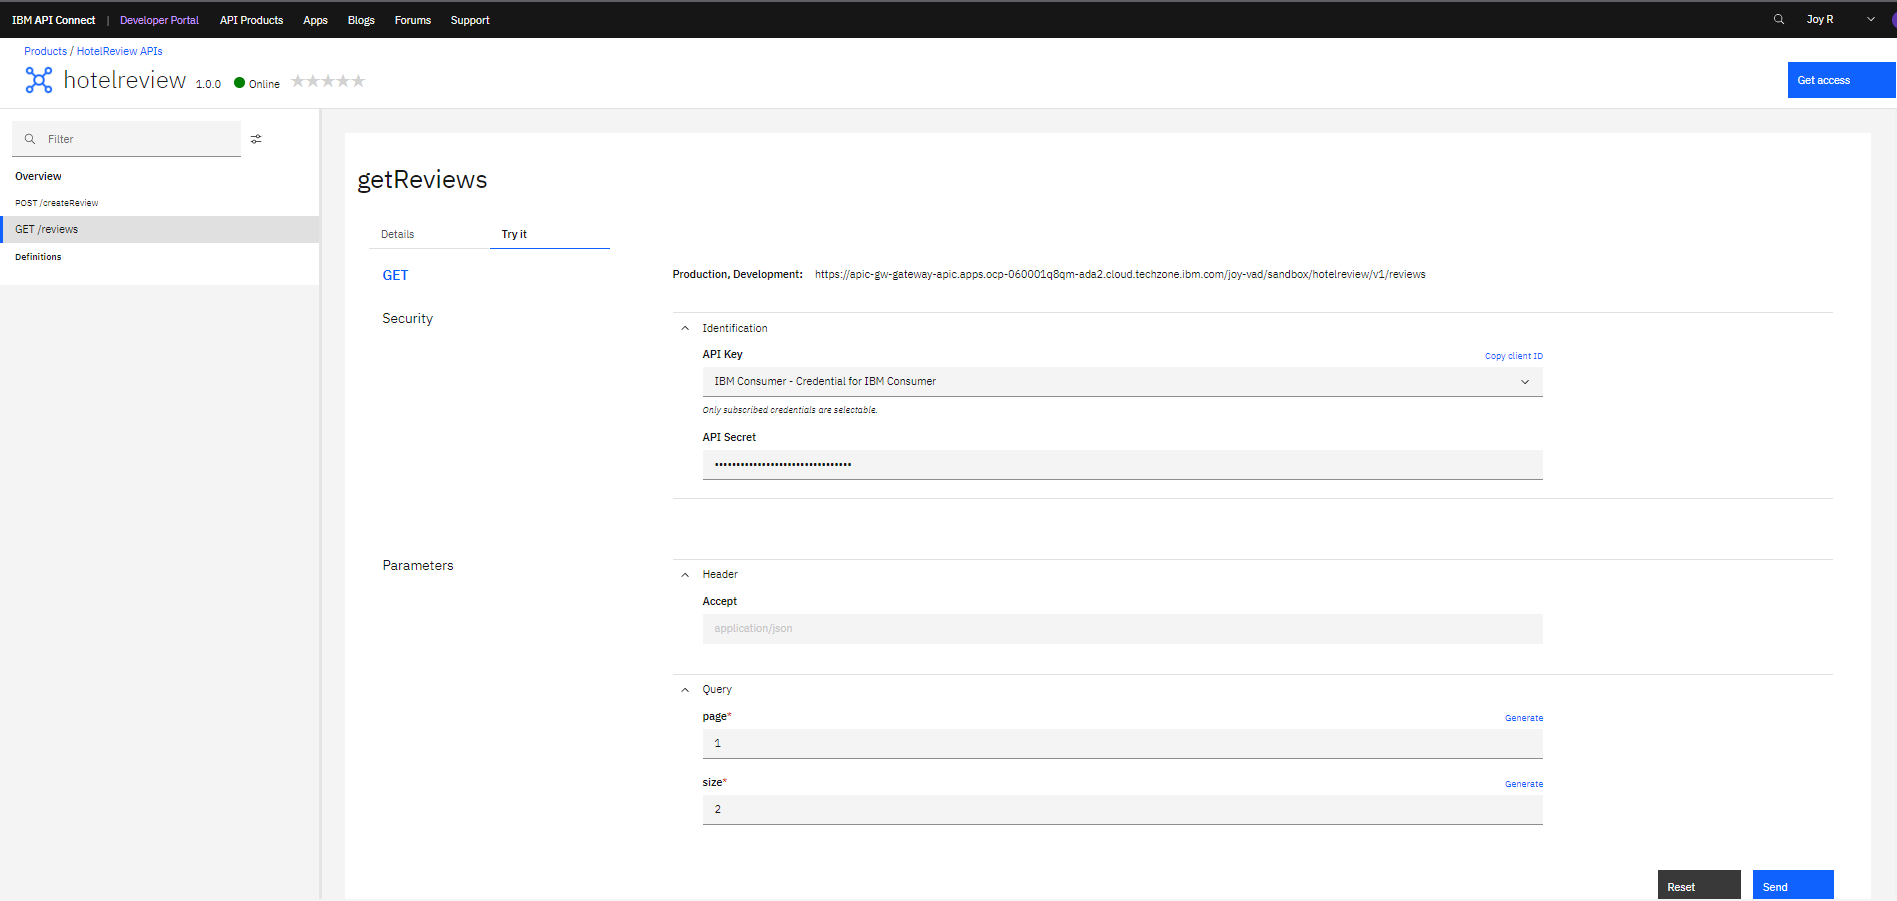 IBM API Connect | Developer Portal API Products Apps Blogs Forums Support Joy R
Products / HotelReview APIs
hotelreview 1.0.0 Online
Get access
Filter
Overview
POST /createReview
GET /reviews
Definitions
getReviews
Details Try it
GET Production, Development: https://apic-gw-gateway-apic.apps.ocp-060001q8qm-ada2.cloud.techzone.ibm.com/joy-vad/sandbox/hotelreview/v1/reviews
Security
Identification
API Key Copy client ID
IBM Consumer - Credential for IBM Consumer
Only subscribed credentials are selectable.
API Secret
••••••••••••••••••••••••••••••••
Parameters
Header
Accept
application/json
Query
page* Generate
1
size* Generate
2
Reset Send